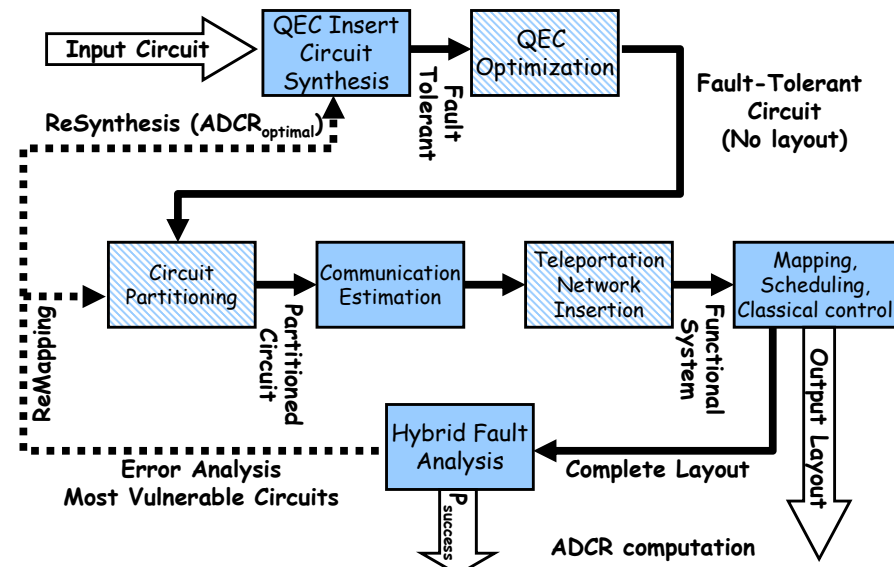 Input Circuit
QEC Insert
Circuit
Synthesis
Fault
Tolerant
QEC
Optimization
Fault-Tolerant
Circuit
(No layout)
ReSynthesis (ADCRoptimal)
ReMapping
Circuit
Partitioning
Partitioned
Circuit
Communication
Estimation
Teleportation
Network
Insertion
Functional
System
Mapping,
Scheduling,
Classical control
Output Layout
Hybrid Fault
Analysis
Complete Layout
Error Analysis
Most Vulnerable Circuits
Psuccess
ADCR computation